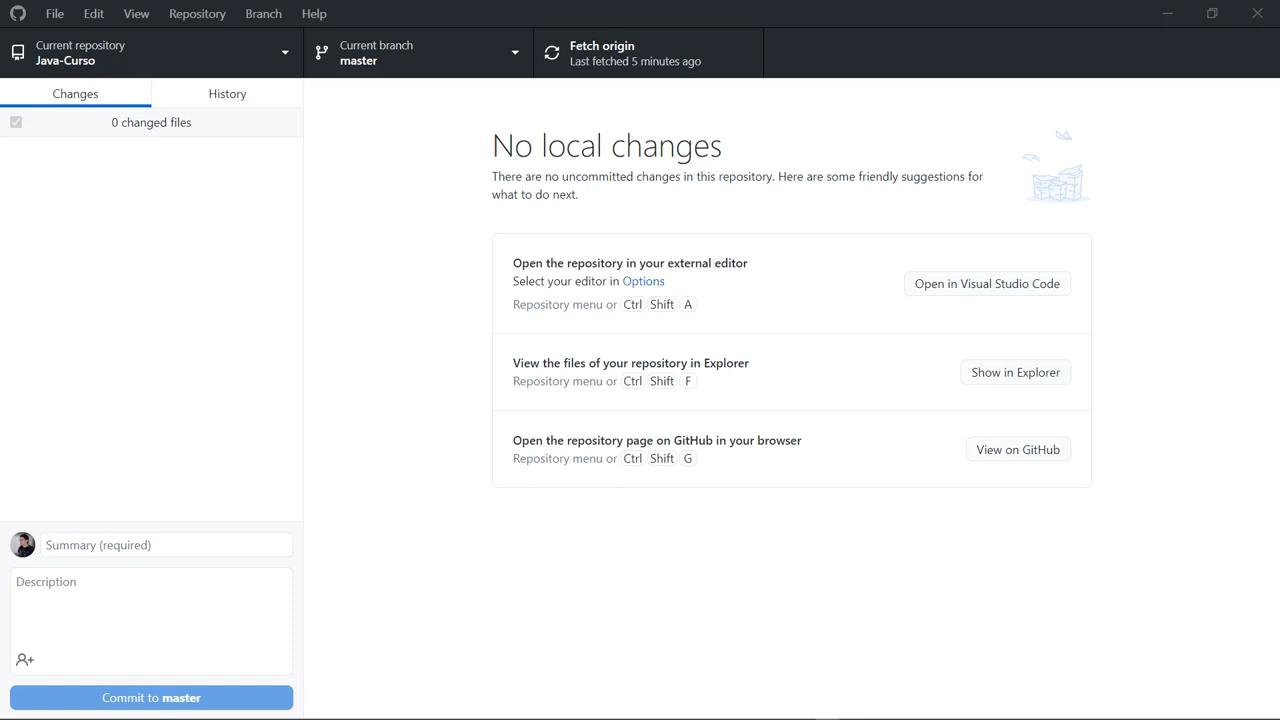 File Edit View Repository Branch Help
Current repository
Java-Curso
Current branch
master
Fetch origin
Last fetched 5 minutes ago
Changes
History
0 changed files
No local changes
There are no uncommitted changes in this repository. Here are some friendly suggestions for
what to do next.
Open the repository in your external editor
Select your editor in Options
Repository menu or Ctrl Shift A
Open in Visual Studio Code
View the files of your repository in Explorer
Repository menu or Ctrl Shift F
Show in Explorer
Open the repository page on GitHub in your browser
Repository menu or Ctrl Shift G
View on GitHub
Summary (required)
Description
Commit to master